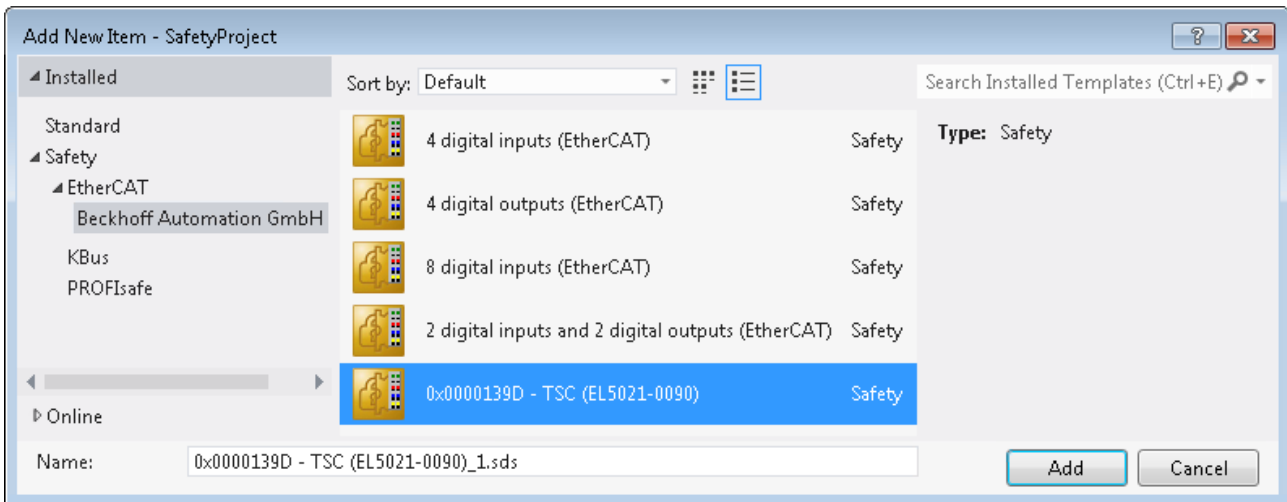 Add New Item - SafetyProject
Installed
Sort by: Default
Search Installed Templates (Ctrl+E)
Standard
Safety
EtherCAT
Beckhoff Automation GmbH
KBus
PROFIsafe
Online
4 digital inputs (EtherCAT) Safety
4 digital outputs (EtherCAT) Safety
8 digital inputs (EtherCAT) Safety
2 digital inputs and 2 digital outputs (EtherCAT) Safety
0x0000139D - TSC (EL5021-0090) Safety
Type: Safety
Name: 0x0000139D - TSC (EL5021-0090)_1.sds
Add Cancel